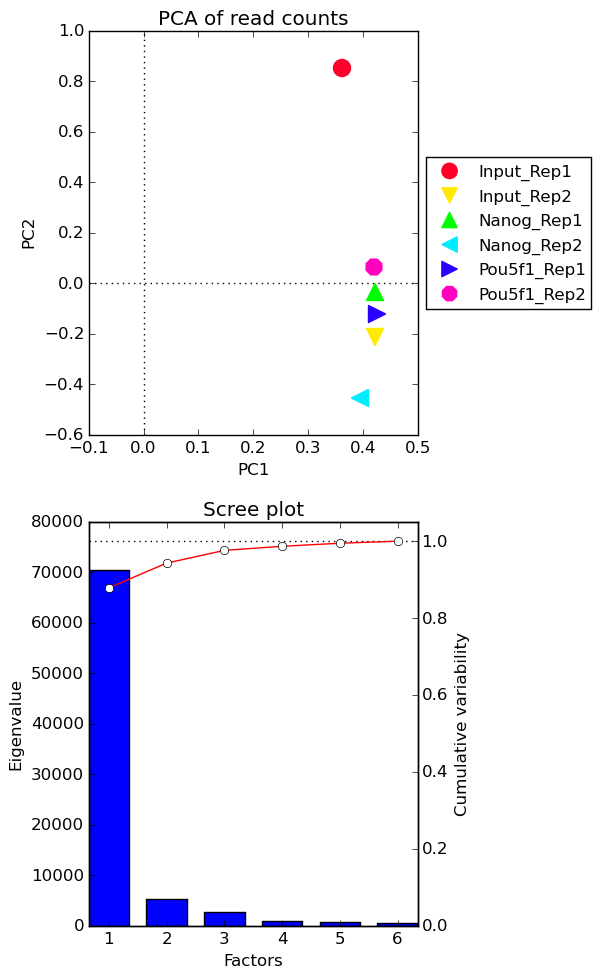 PCA of read counts
1.0
0.8
0.6
0.4
0.2
0.0
−0.2
−0.4
−0.6
PC2
−0.1 0.0 0.1 0.2 0.3 0.4 0.5
PC1
Input_Rep1
Input_Rep2
Nanog_Rep1
Nanog_Rep2
Pou5f1_Rep1
Pou5f1_Rep2
Scree plot
80000
70000
60000
50000
40000
30000
20000
10000
0
Eigenvalue
1.0
0.8
0.6
0.4
0.2
0.0
Cumulative variability
1 2 3 4 5 6
Factors